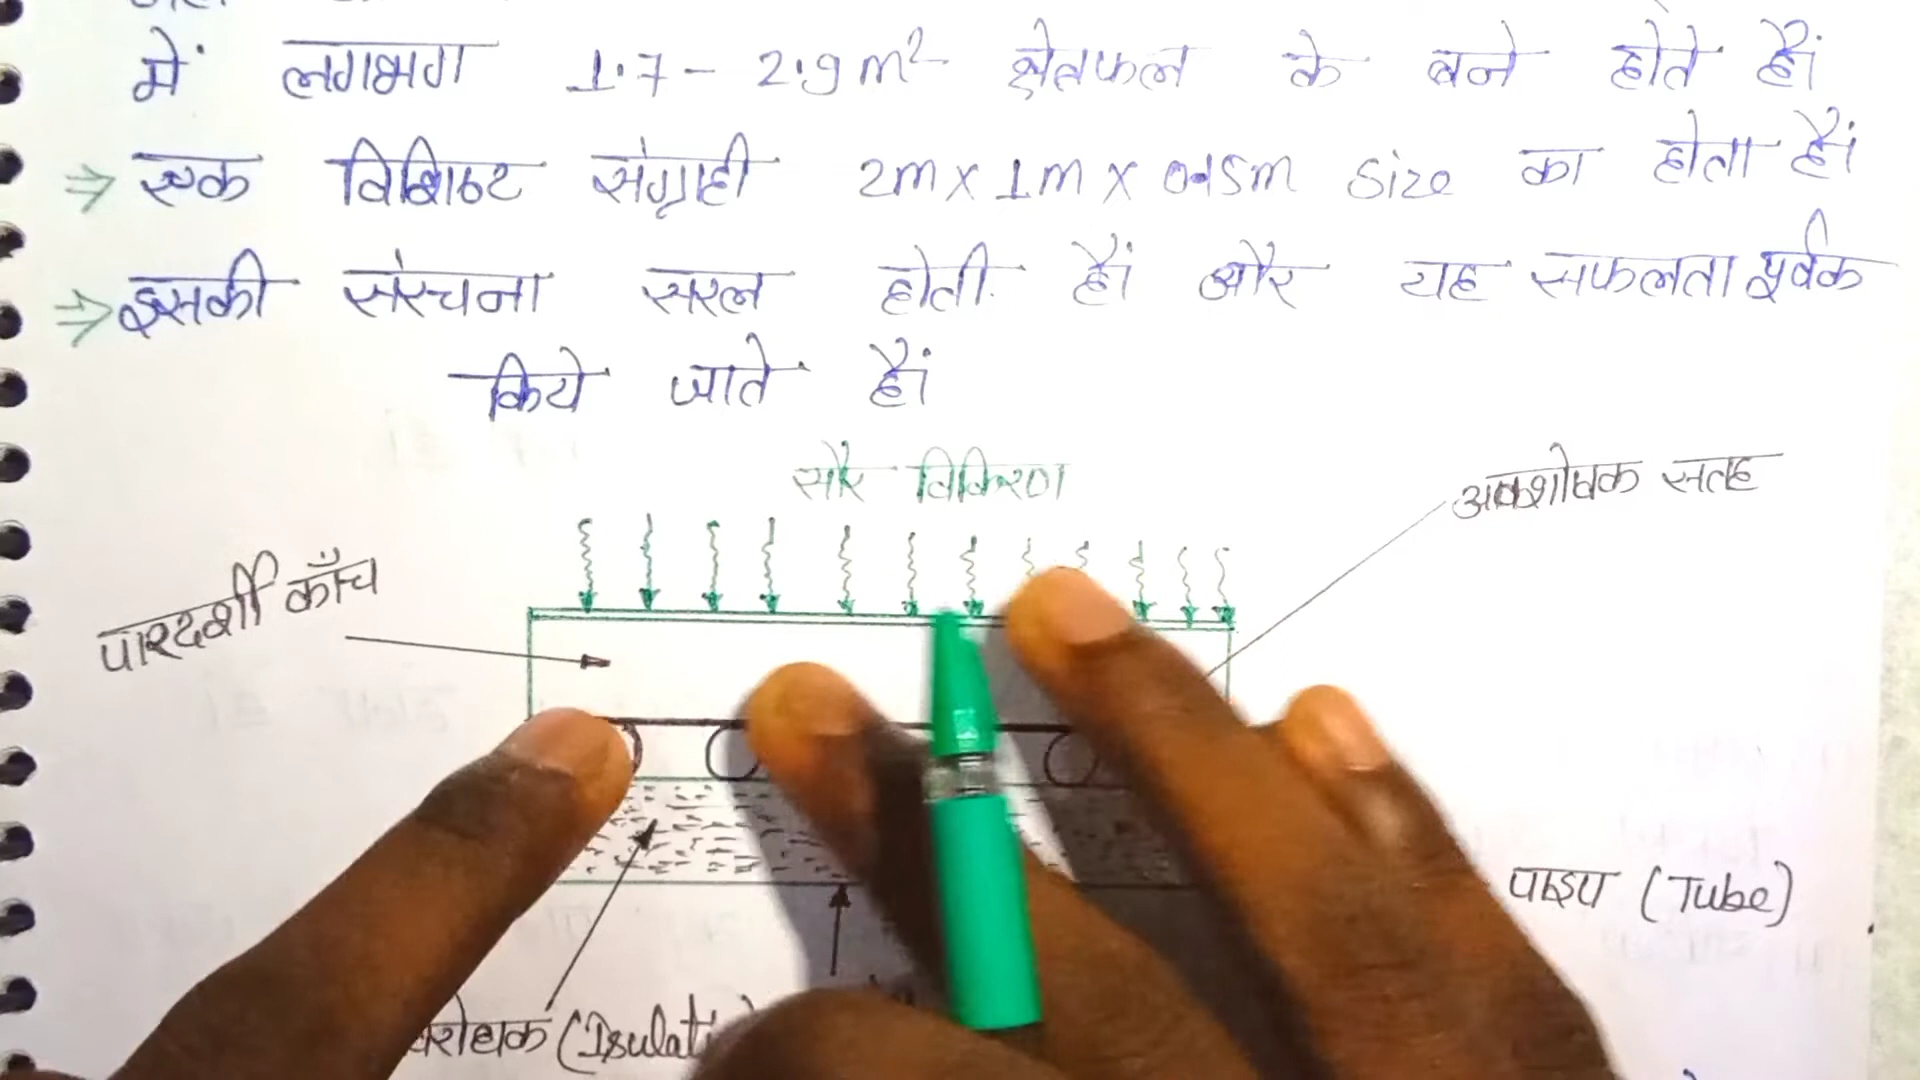 में लगभग 1.7 - 2.9 m² क्षेत्रफल के बने होते हैं।
⇒ एक विशिष्ट संग्राही 2m x 1m x 0.15m size का होता है।
⇒ इसकी संरचना सरल होती है। और यह सफलता पूर्वक
किये जाते हैं।
सौर विकिरण
अवशोषक सतह
पारदर्शी काँच
पाइप (Tube)